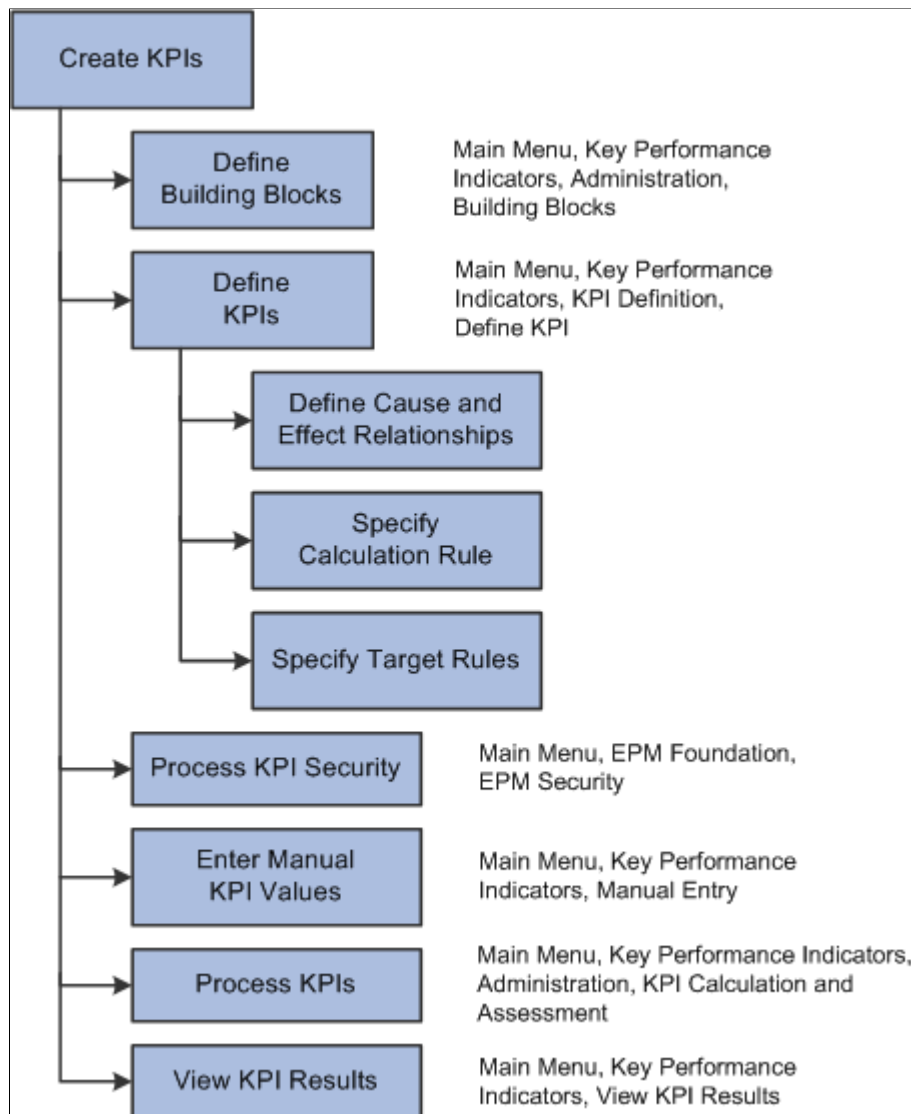 Create KPIs
Define
Building Blocks
Main Menu, Key Performance
Indicators, Administration,
Building Blocks
Define
KPIs
Main Menu, Key Performance
Indicators, KPI Definition,
Define KPI
Define Cause and
Effect Relationships
Specify
Calculation Rule
Specify Target Rules
Process KPI Security
Main Menu, EPM Foundation,
EPM Security
Enter Manual
KPI Values
Main Menu, Key Performance
Indicators, Manual Entry
Process KPIs
Main Menu, Key Performance Indicators,
Administration, KPI Calculation and
Assessment
View KPI Results
Main Menu, Key Performance
Indicators, View KPI Results